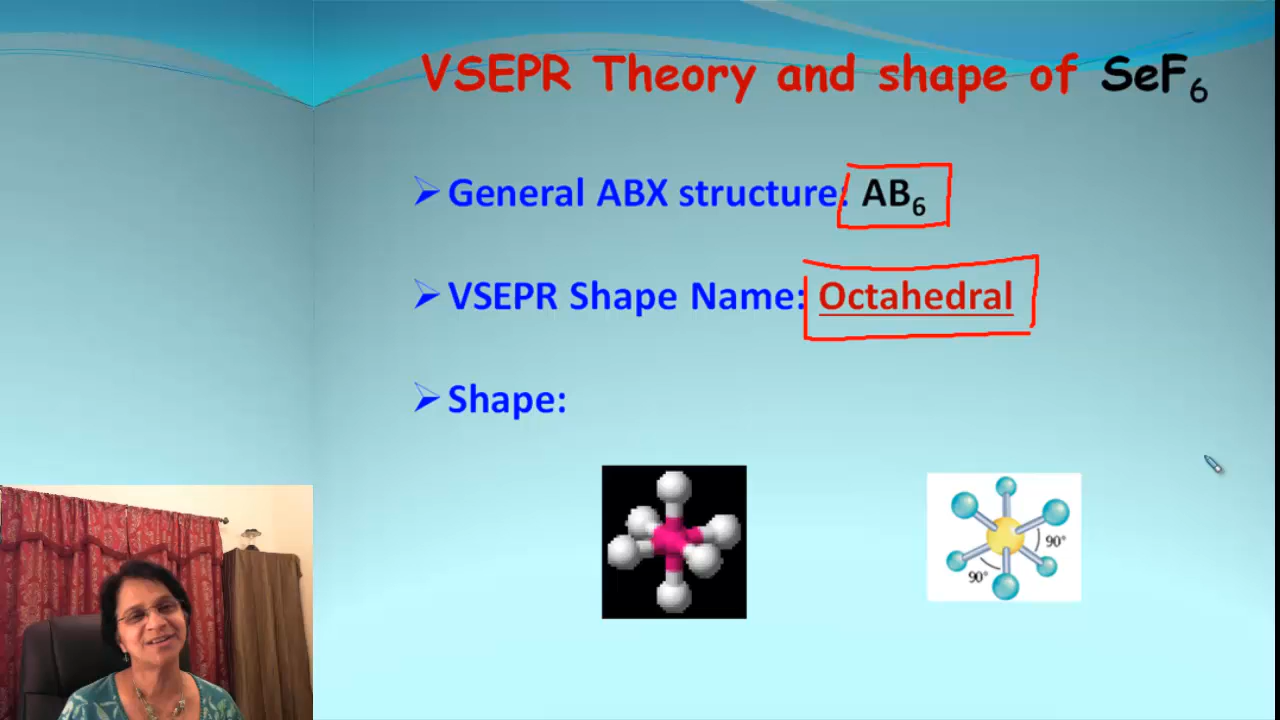 VSEPR Theory and shape of SeF₆
➢ General ABX structure: AB₆
➢ VSEPR Shape Name: Octahedral
➢ Shape:
90°
90°